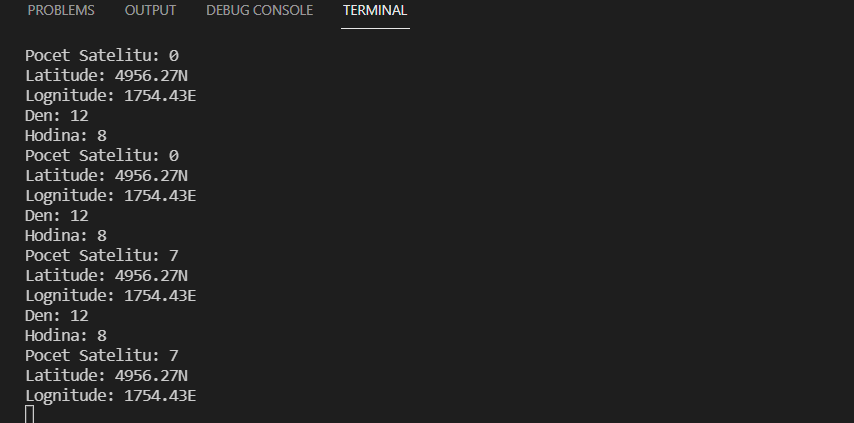 PROBLEMS OUTPUT DEBUG CONSOLE TERMINAL
Pocet Satelitu: 0
Latitude: 4956.27N
Lognitude: 1754.43E
Den: 12
Hodina: 8
Pocet Satelitu: 0
Latitude: 4956.27N
Lognitude: 1754.43E
Den: 12
Hodina: 8
Pocet Satelitu: 7
Latitude: 4956.27N
Lognitude: 1754.43E
Den: 12
Hodina: 8
Pocet Satelitu: 7
Latitude: 4956.27N
Lognitude: 1754.43E